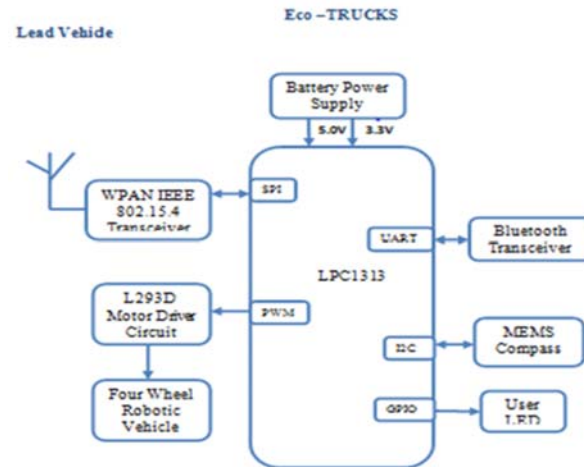 Eco –TRUCKS
Lead Vehicle
Battery Power
Supply
5.0V 3.3V
WPAN IEEE
802.15.4
Transceiver
SPI
UART
Bluetooth
Transceiver
LPC1313
L293D
Motor Driver
Circuit
PWM
I2C
MEMS
Compass
Four Wheel
Robotic
Vehicle
GPIO
User
LED